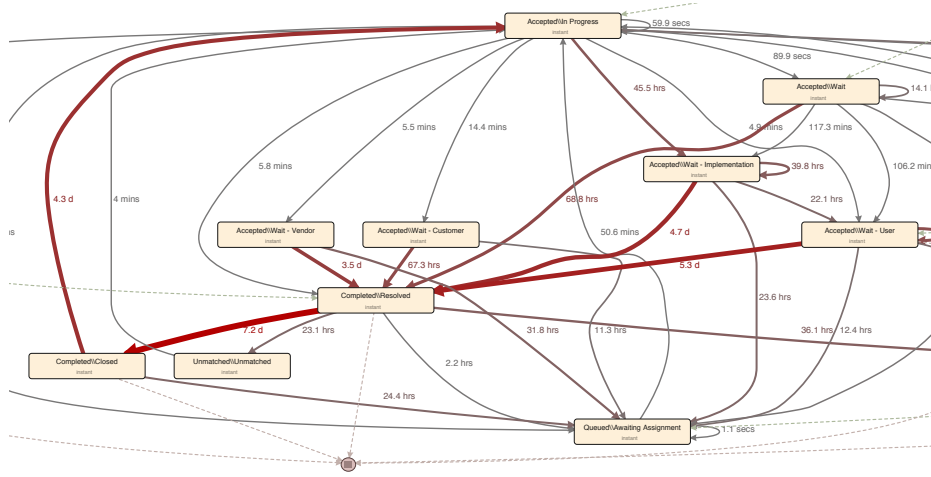 Accepted\\In Progress
instant
59.9 secs
89.9 secs
Accepted\\Wait
instant
14.1
45.5 hrs
5.5 mins
14.4 mins
4.9 mins
117.3 mins
5.8 mins
Accepted\\Wait - Implementation
instant
39.8 hrs
106.2 min
4.3 d
4 mins
68.8 hrs
22.1 hrs
Accepted\\Wait - Vendor
instant
Accepted\\Wait - Customer
instant
50.6 mins
4.7 d
Accepted\\Wait - User
instant
ns
3.5 d
67.3 hrs
5.3 d
Completed\\Resolved
instant
23.6 hrs
7.2 d
23.1 hrs
31.8 hrs
11.3 hrs
36.1 hrs
12.4 hrs
Completed\\Closed
instant
Unmatched\\Unmatched
instant
2.2 hrs
24.4 hrs
Queued\\Awaiting Assignment
instant
1.1 secs